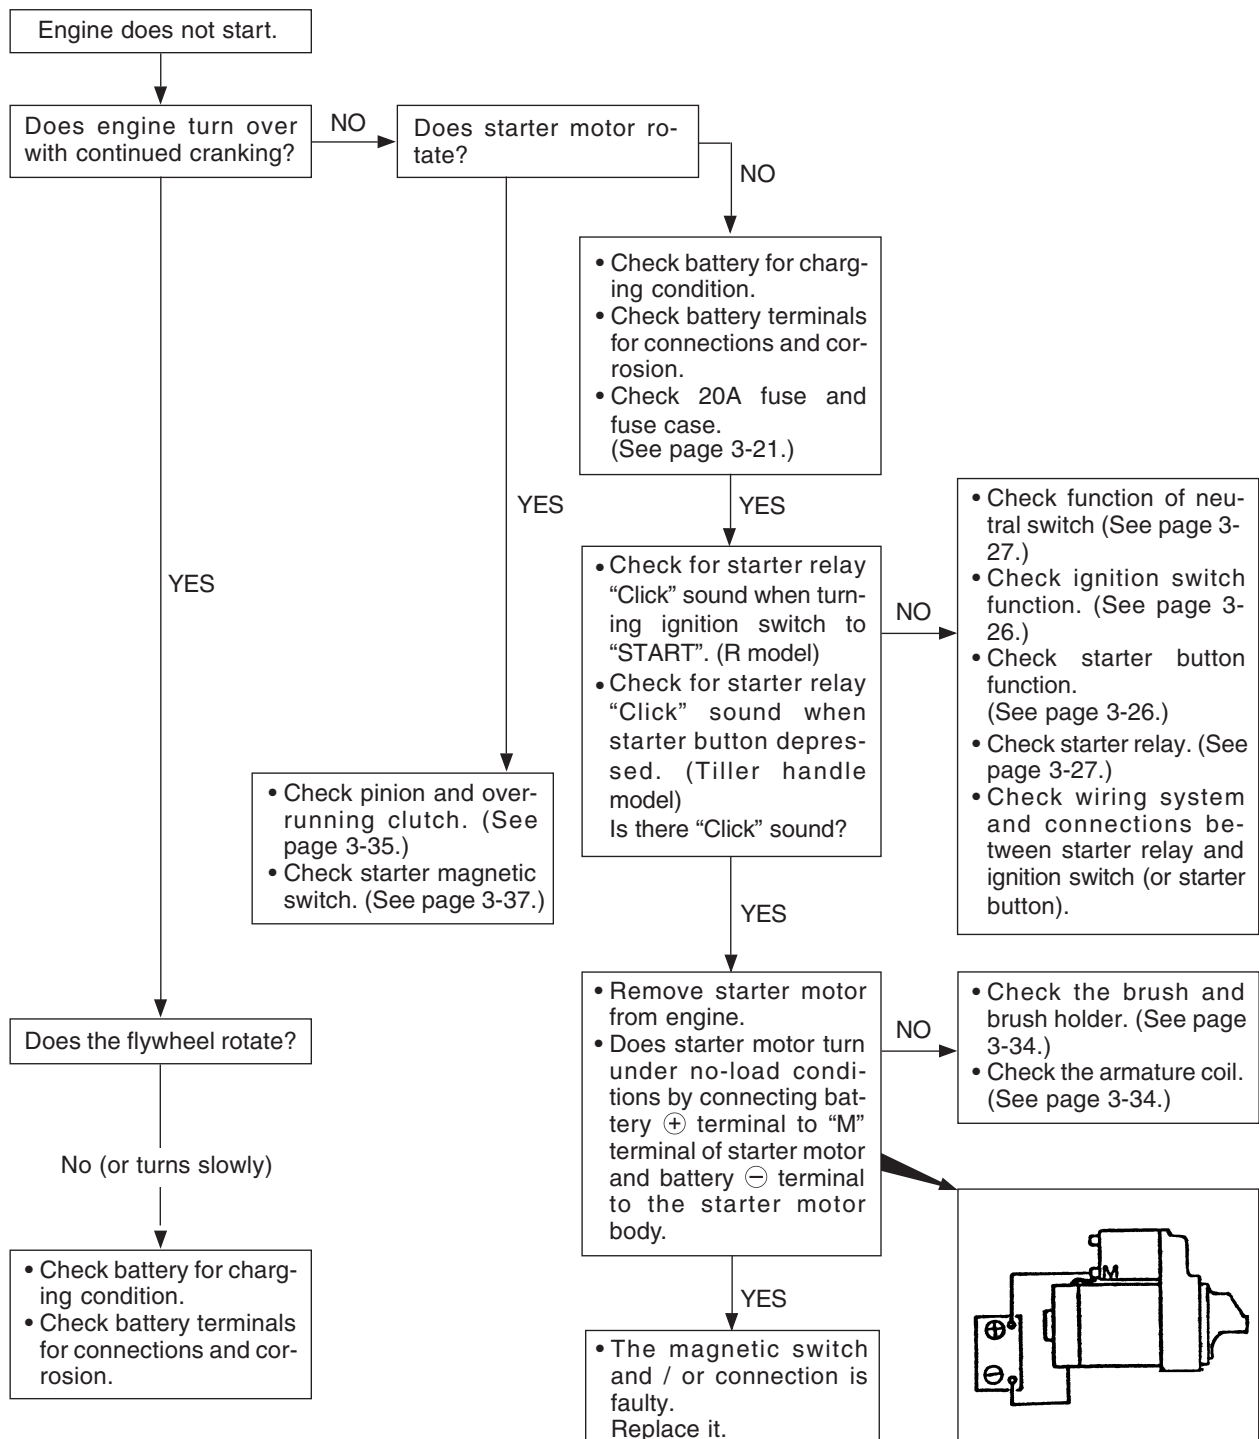 Engine does not start.
Does engine turn over
with continued cranking?
NO
Does starter motor ro-
tate?
NO
• Check battery for charg-
ing condition.
• Check battery terminals
for connections and cor-
rosion.
• Check 20A fuse and
fuse case.
(See page 3-21.)
YES
YES
YES
• Check for starter relay
“Click” sound when turn-
ing ignition switch to
“START”. (R model)
• Check for starter relay
“Click” sound when
starter button depres-
sed. (Tiller handle
model)
Is there “Click” sound?
NO
• Check function of neu-
tral switch (See page 3-
27.)
• Check ignition switch
function. (See page 3-
26.)
• Check starter button
function.
(See page 3-26.)
• Check starter relay. (See
page 3-27.)
• Check wiring system
and connections be-
tween starter relay and
ignition switch (or starter
button).
• Check pinion and over-
running clutch. (See
page 3-35.)
• Check starter magnetic
switch. (See page 3-37.)
YES
• Remove starter motor
from engine.
• Does starter motor turn
under no-load condi-
tions by connecting bat-
tery ⊕ terminal to “M”
terminal of starter motor
and battery ⊖ terminal
to the starter motor
body.
NO
• Check the brush and
brush holder. (See page
3-34.)
• Check the armature coil.
(See page 3-34.)
Does the flywheel rotate?
No (or turns slowly)
• Check battery for charg-
ing condition.
• Check battery terminals
for connections and cor-
rosion.
YES
• The magnetic switch
and / or connection is
faulty.
Replace it.
M
⊕
⊖